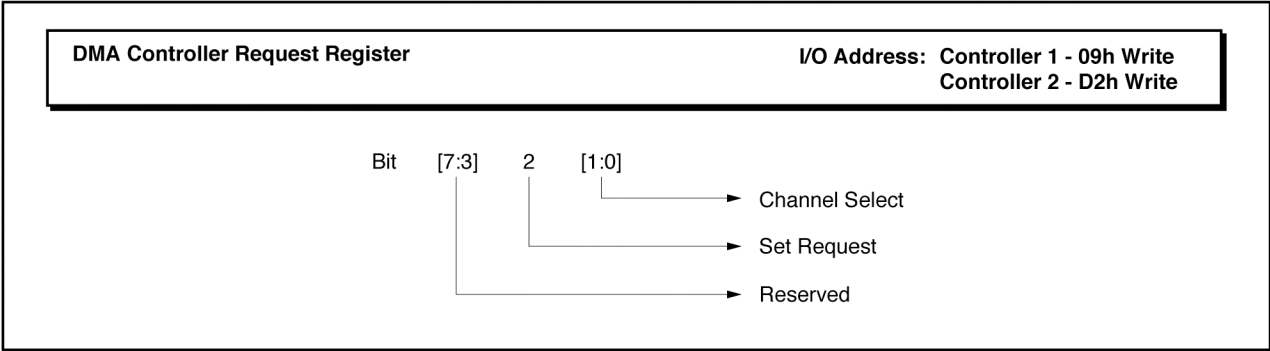 DMA Controller Request Register
I/O Address: Controller 1 - 09h Write
Controller 2 - D2h Write
Bit [7:3] 2 [1:0]
Channel Select
Set Request
Reserved